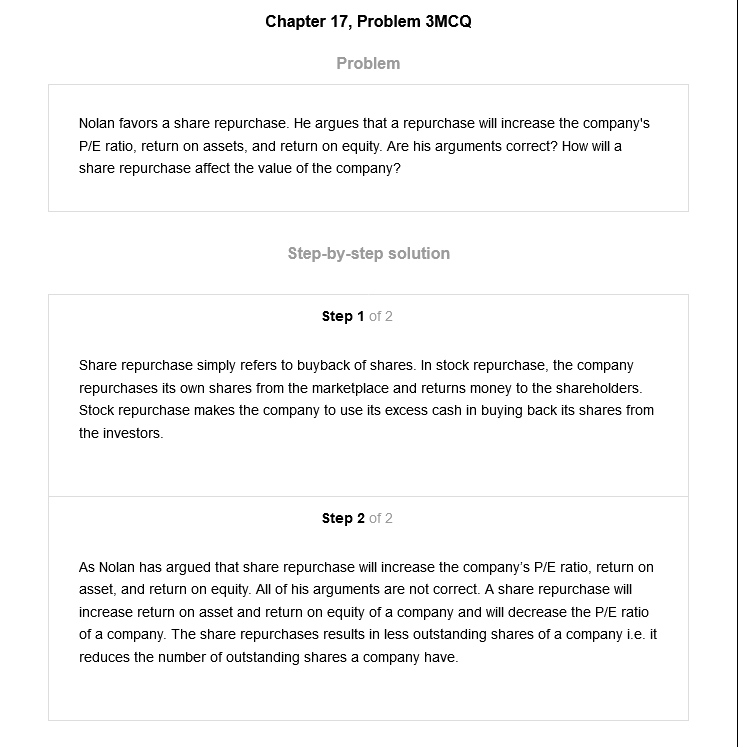 Chapter 17, Problem 3MCQ
Problem
Nolan favors a share repurchase. He argues that a repurchase will increase the company's
P/E ratio, return on assets, and return on equity. Are his arguments correct? How will a
share repurchase affect the value of the company?
Step-by-step solution
Step 1 of 2
Share repurchase simply refers to buyback of shares. In stock repurchase, the company
repurchases its own shares from the marketplace and returns money to the shareholders.
Stock repurchase makes the company to use its excess cash in buying back its shares from
the investors.
Step 2 of 2
As Nolan has argued that share repurchase will increase the company’s P/E ratio, return on
asset, and return on equity. All of his arguments are not correct. A share repurchase will
increase return on asset and return on equity of a company and will decrease the P/E ratio
of a company. The share repurchases results in less outstanding shares of a company i.e. it
reduces the number of outstanding shares a company have.